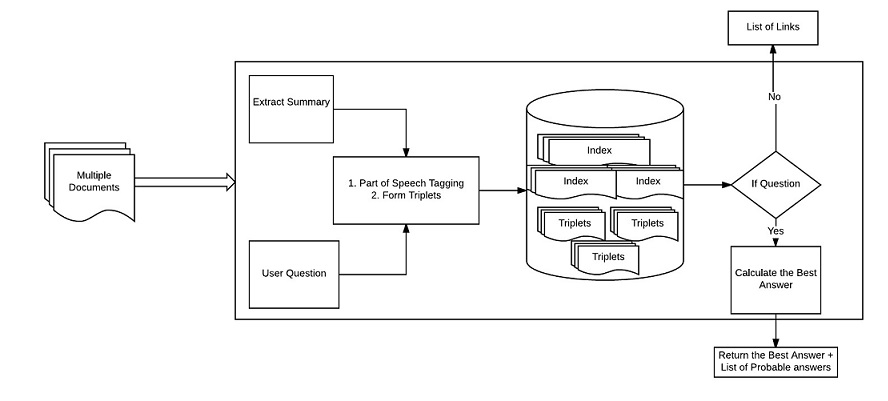 List of Links
No
Extract Summary
Multiple
Documents
1. Part of Speech Tagging
2. Form Triplets
User Question
Index
Index
Index
Triplets
Triplets
Triplets
If Question
Yes
Calculate the Best
Answer
Return the Best Answer +
List of Probable answers